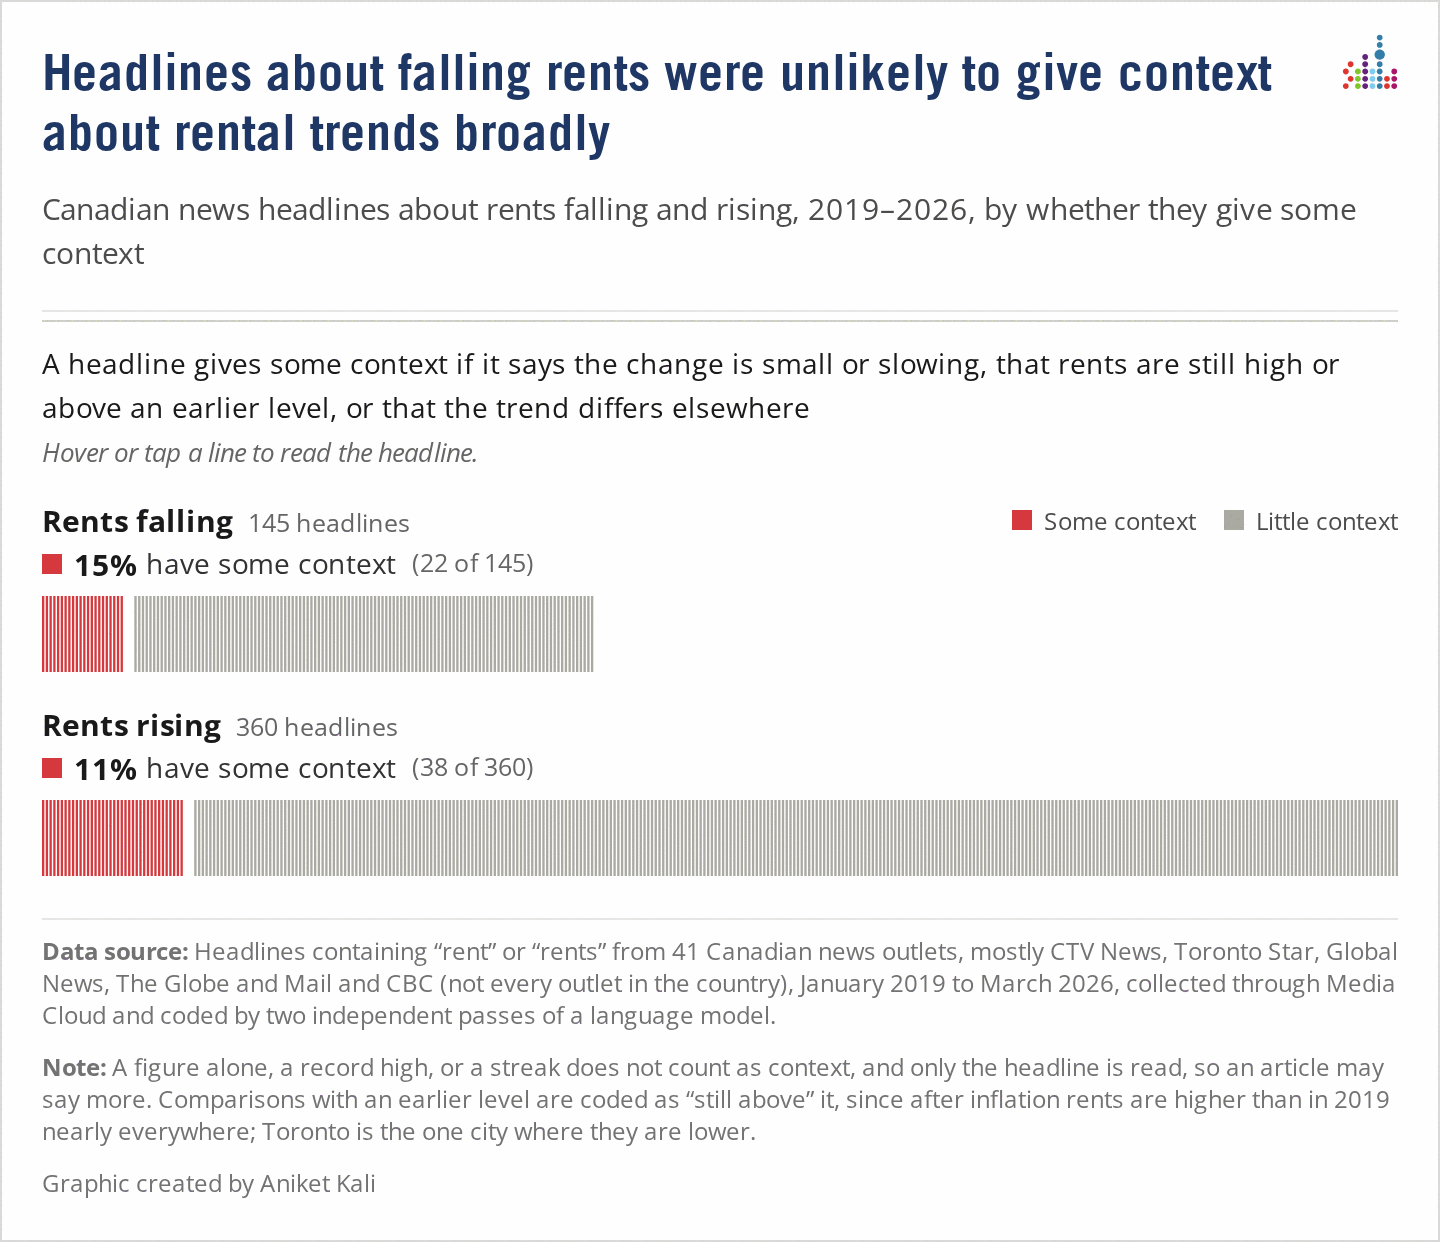 Headlines about falling rents were unlikely to give context
about rental trends broadly
Canadian news headlines about rents falling and rising, 2019–2026, by whether they give some
context
A headline gives some context if it says the change is small or slowing, that rents are still high or
above an earlier level, or that the trend differs elsewhere
Hover or tap a line to read the headline.
Rents falling 145 headlines
Some context Little context
15% have some context (22 of 145)
Rents rising 360 headlines
11% have some context (38 of 360)
Data source: Headlines containing “rent” or “rents” from 41 Canadian news outlets, mostly CTV News, Toronto Star, Global
News, The Globe and Mail and CBC (not every outlet in the country), January 2019 to March 2026, collected through Media
Cloud and coded by two independent passes of a language model.
Note: A figure alone, a record high, or a streak does not count as context, and only the headline is read, so an article may
say more. Comparisons with an earlier level are coded as “still above” it, since after inflation rents are higher than in 2019
nearly everywhere; Toronto is the one city where they are lower.
Graphic created by Aniket Kali